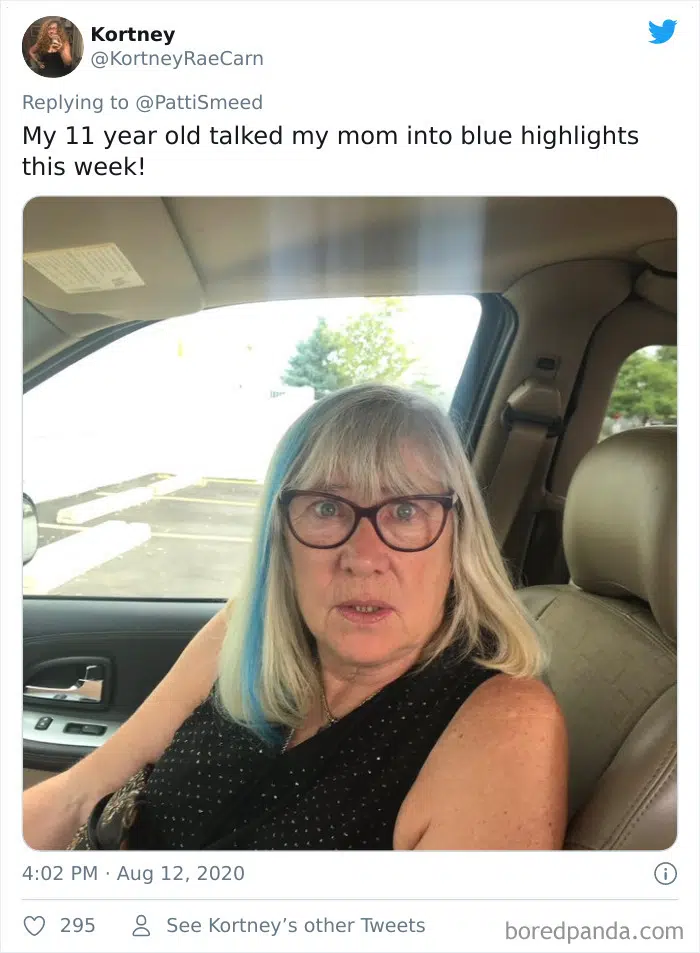 Kortney
@KortneyRaeCarn
Replying to @PattiSmeed
My 11 year old talked my mom into blue highlights
this week!
4:02 PM · Aug 12, 2020
295
See Kortney’s other Tweets
boredpanda.com